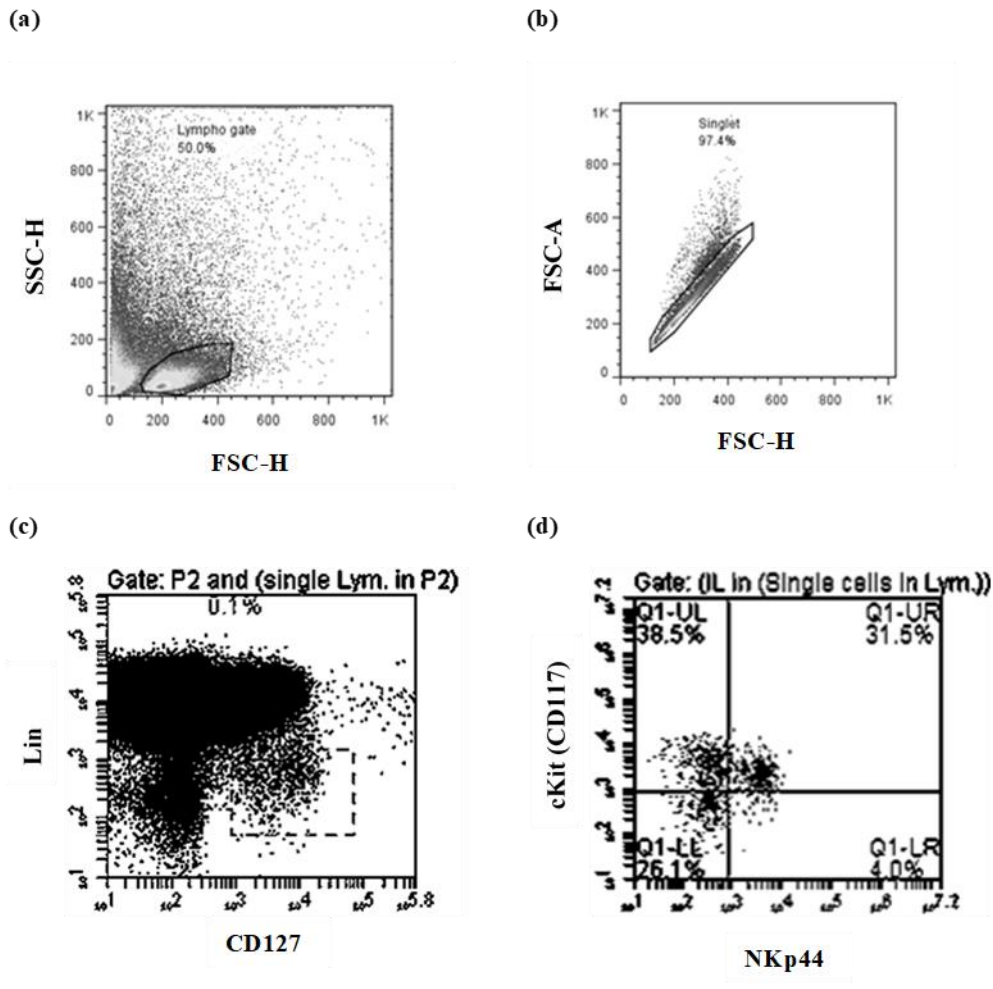 (a)
Lympho gate
50.0%
1K
800
600
400
200
0
SSC-H
0 200 400 600 800 1K
FSC-H
(b)
Singlet
97.4%
1K
800
600
400
200
0
FSC-A
0 200 400 600 800 1K
FSC-H
(c)
Gate: P2 and (single Lym. in P2)
0.1%
Lin
CD127
(d)
Gate: (IL in (Single cells in Lym.))
Q1-UL Q1-UR
38.5% 31.5%
cKit (CD117)
Q1-LL Q1-LR
26.1% 4.0%
NKp44